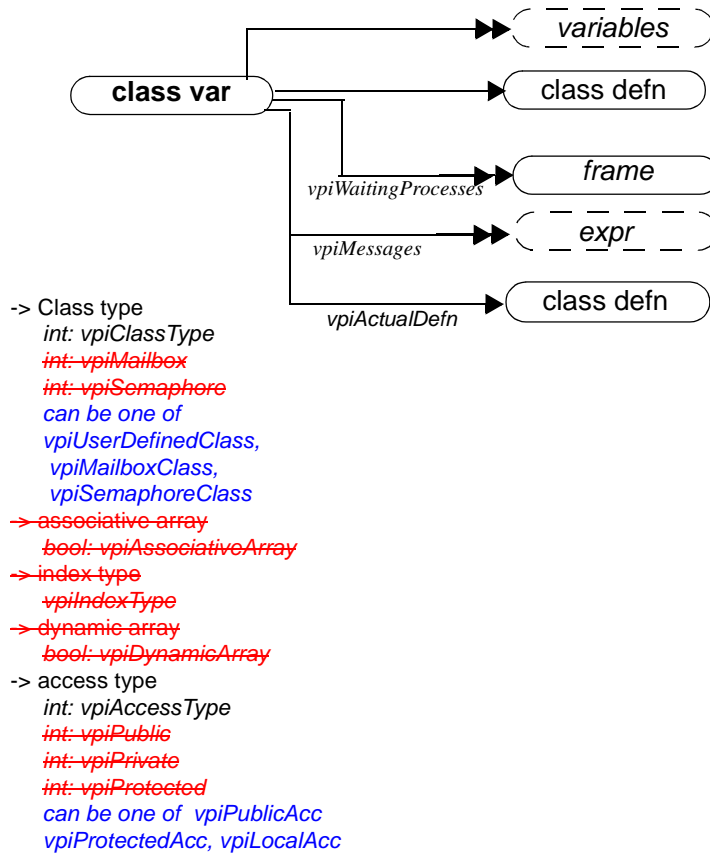 variables
class var
class defn
frame
vpiWaitingProcesses
expr
vpiMessages
class defn
vpiActualDefn
-> Class type
int: vpiClassType
int: vpiMailbox
int: vpiSemaphore
can be one of
vpiUserDefinedClass,
vpiMailboxClass,
vpiSemaphoreClass
-> associative array
bool: vpiAssociativeArray
-> index type
vpiIndexType
-> dynamic array
bool: vpiDynamicArray
-> access type
int: vpiAccessType
int: vpiPublic
int: vpiPrivate
int: vpiProtected
can be one of vpiPublicAcc
vpiProtectedAcc, vpiLocalAcc